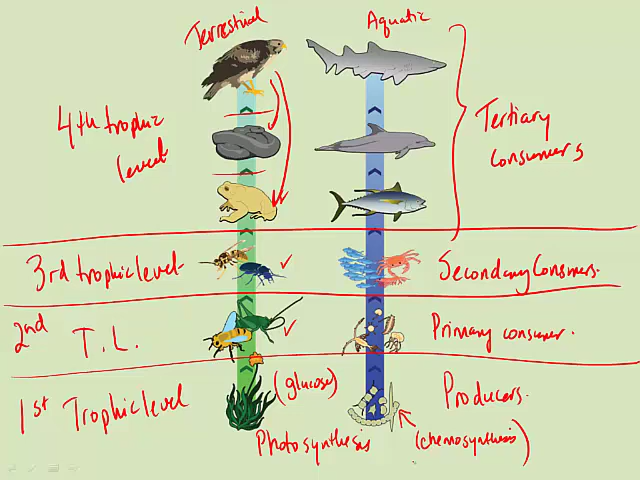 Terrestrial
Aquatic
4th trophic
level
Tertiary
Consumers
3rd trophic level
Secondary Consmers.
2nd
T.L.
Primary consumer.
1st Trophic level
(glucose)
Producers.
Photosynthesis
(chemosynthesis)